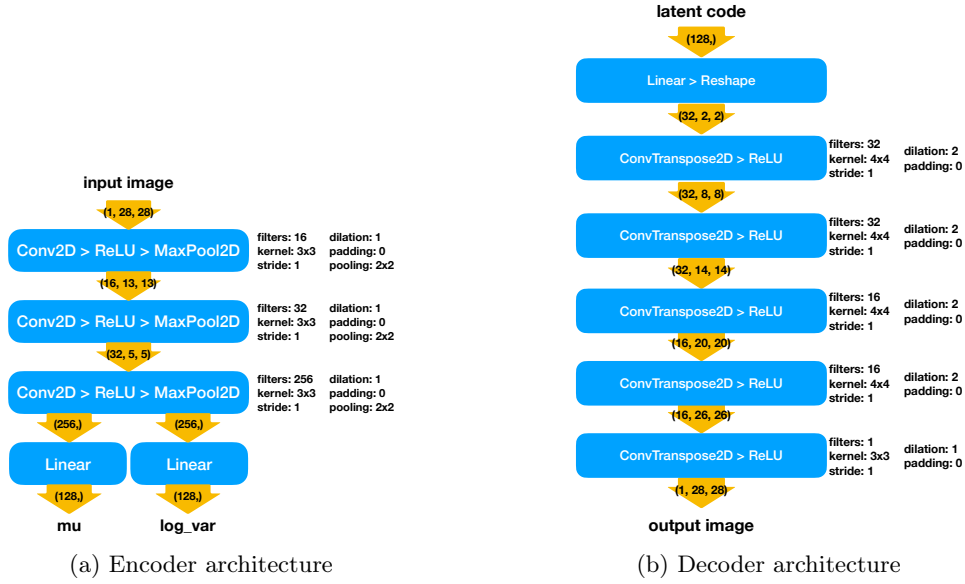 input image
(1, 28, 28)
Conv2D > ReLU > MaxPool2D
filters: 16 dilation: 1
kernel: 3x3 padding: 0
stride: 1 pooling: 2x2
(16, 13, 13)
Conv2D > ReLU > MaxPool2D
filters: 32 dilation: 1
kernel: 3x3 padding: 0
stride: 1 pooling: 2x2
(32, 5, 5)
Conv2D > ReLU > MaxPool2D
filters: 256 dilation: 1
kernel: 3x3 padding: 0
stride: 1 pooling: 2x2
(256,) (256,)
Linear Linear
(128,) (128,)
mu log_var
(a) Encoder architecture
latent code
(128,)
Linear > Reshape
(32, 2, 2)
ConvTranspose2D > ReLU
filters: 32
kernel: 4x4
stride: 1
dilation: 2
padding: 0
(32, 8, 8)
ConvTranspose2D > ReLU
filters: 32
kernel: 4x4
stride: 1
dilation: 2
padding: 0
(32, 14, 14)
ConvTranspose2D > ReLU
filters: 16
kernel: 4x4
stride: 1
dilation: 2
padding: 0
(16, 20, 20)
ConvTranspose2D > ReLU
filters: 16
kernel: 4x4
stride: 1
dilation: 2
padding: 0
(16, 26, 26)
ConvTranspose2D > ReLU
filters: 1
kernel: 3x3
stride: 1
dilation: 1
padding: 0
(1, 28, 28)
output image
(b) Decoder architecture